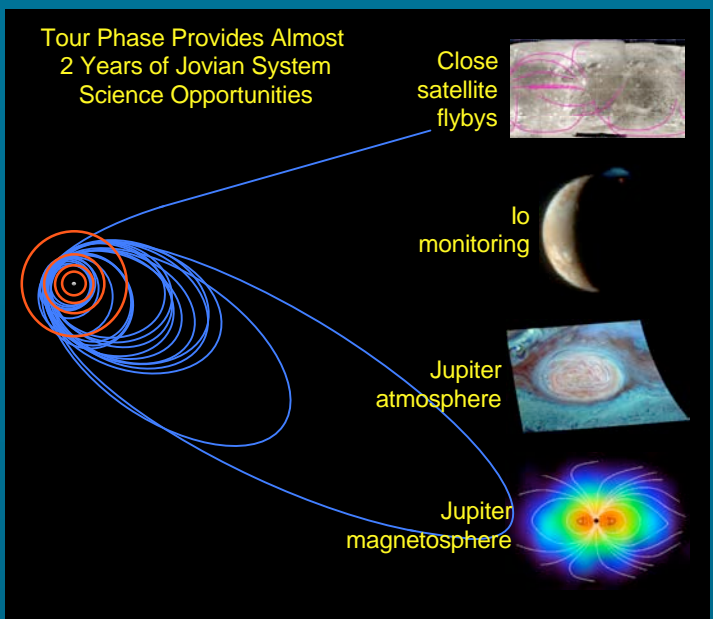 Tour Phase Provides Almost
2 Years of Jovian System
Science Opportunities
Close
satellite
flybys
Io
monitoring
Jupiter
atmosphere
Jupiter
magnetosphere